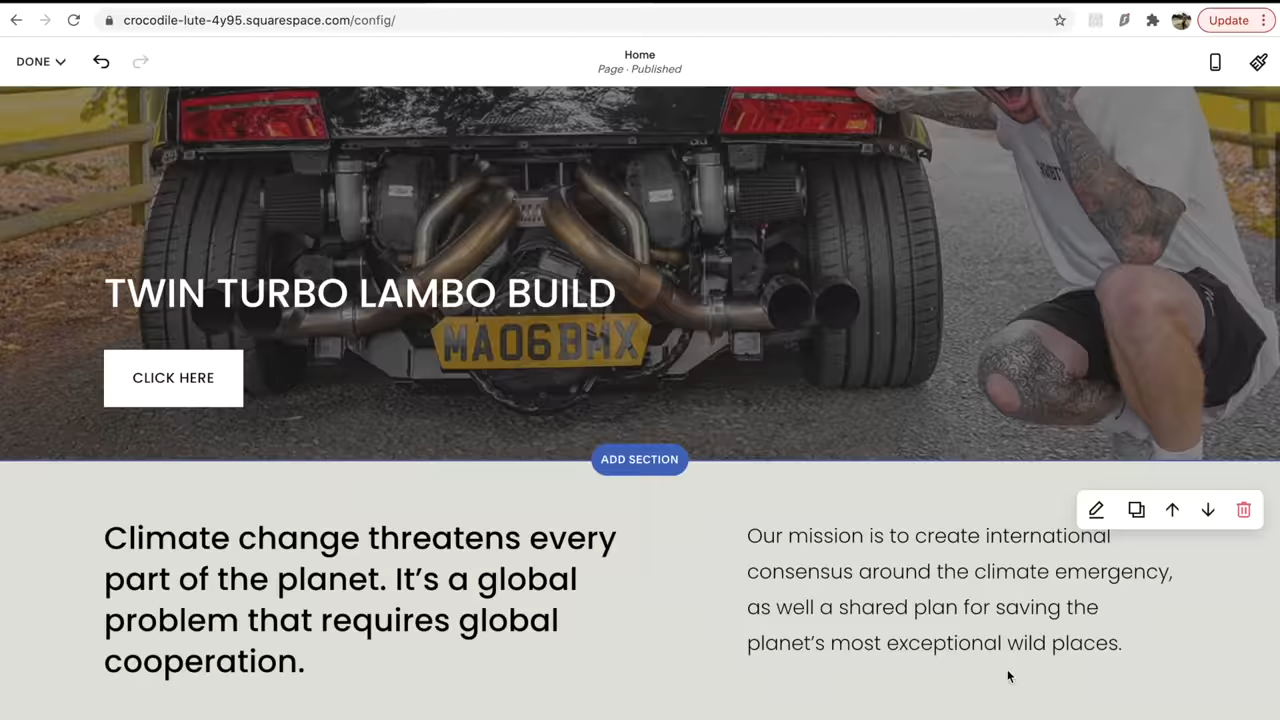 crocodile-lute-4y95.squarespace.com/config/
Update
DONE
Home
Page · Published
Lamborghini
TWIN TURBO LAMBO BUILD
MA06BMX
CLICK HERE
ADD SECTION
Climate change threatens every
part of the planet. It’s a global
problem that requires global
cooperation.
Our mission is to create international
consensus around the climate emergency,
as well a shared plan for saving the
planet’s most exceptional wild places.